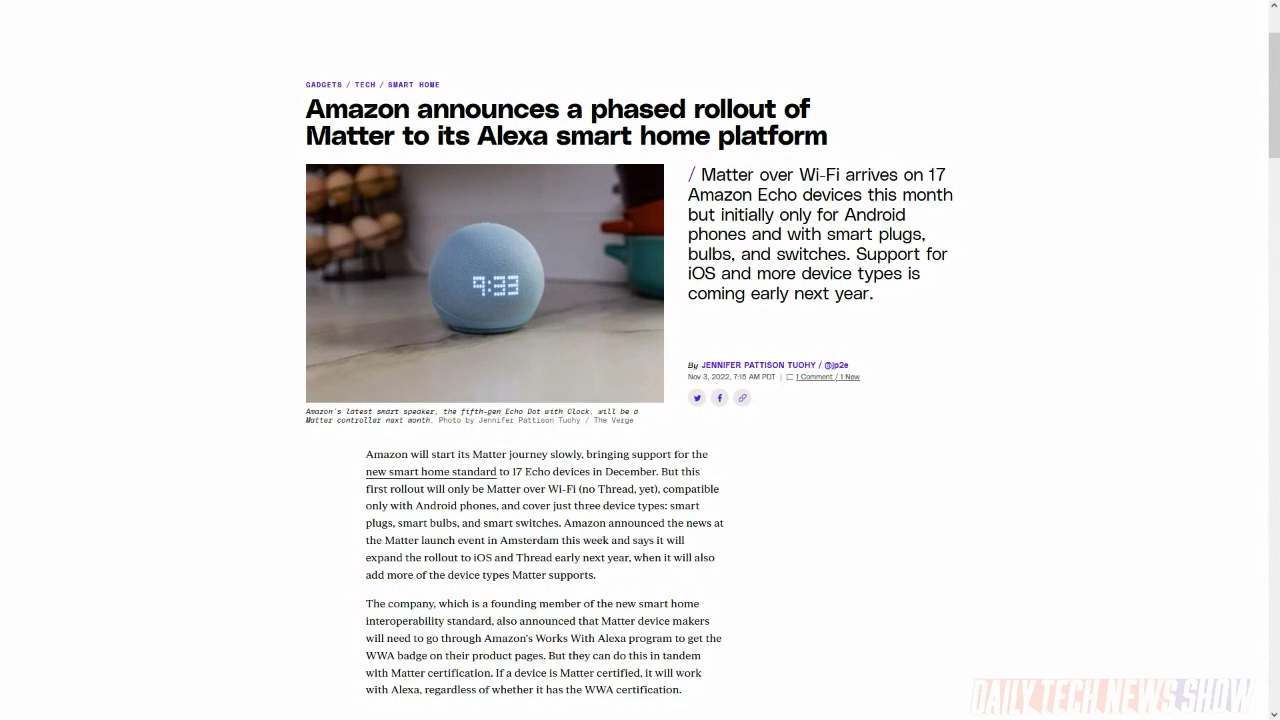 GADGETS / TECH / SMART HOME
Amazon announces a phased rollout of
Matter to its Alexa smart home platform
9:33
/ Matter over Wi-Fi arrives on 17
Amazon Echo devices this month
but initially only for Android
phones and with smart plugs,
bulbs, and switches. Support for
iOS and more device types is
coming early next year.
By JENNIFER PATTISON TUOHY / @jp2e
Nov 3, 2022, 7:15 AM PDT | 1 Comment / 1 New
Amazon's latest smart speaker, the fifth-gen Echo Dot with Clock, will be a
Matter controller next month. Photo by Jennifer Pattison Tuohy / The Verge
Amazon will start its Matter journey slowly, bringing support for the
new smart home standard to 17 Echo devices in December. But this
first rollout will only be Matter over Wi-Fi (no Thread, yet), compatible
only with Android phones, and cover just three device types: smart
plugs, smart bulbs, and smart switches. Amazon announced the news at
the Matter launch event in Amsterdam this week and says it will
expand the rollout to iOS and Thread early next year, when it will also
add more of the device types Matter supports.
The company, which is a founding member of the new smart home
interoperability standard, also announced that Matter device makers
will need to go through Amazon's Works With Alexa program to get the
WWA badge on their product pages. But they can do this in tandem
with Matter certification. If a device is Matter certified, it will work
with Alexa, regardless of whether it has the WWA certification.
DAILY TECH NEWS SHOW